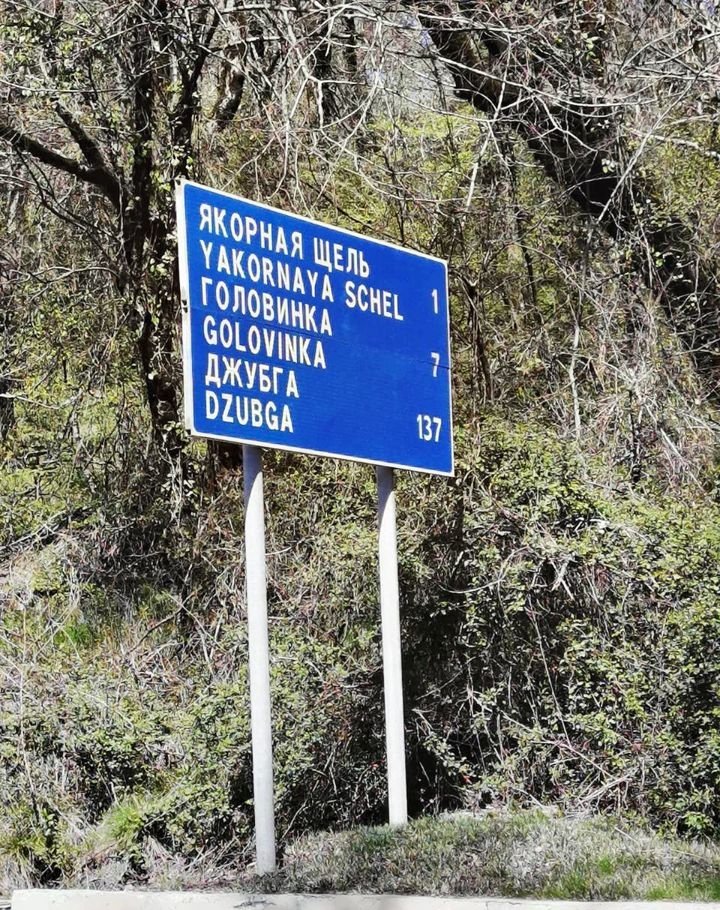 ЯКОРНАЯ ЩЕЛЬ
YAKORNAYA SCHEL 1
ГОЛОВИНКА
GOLOVINKA 7
ДЖУБГА
DZUBGA 137